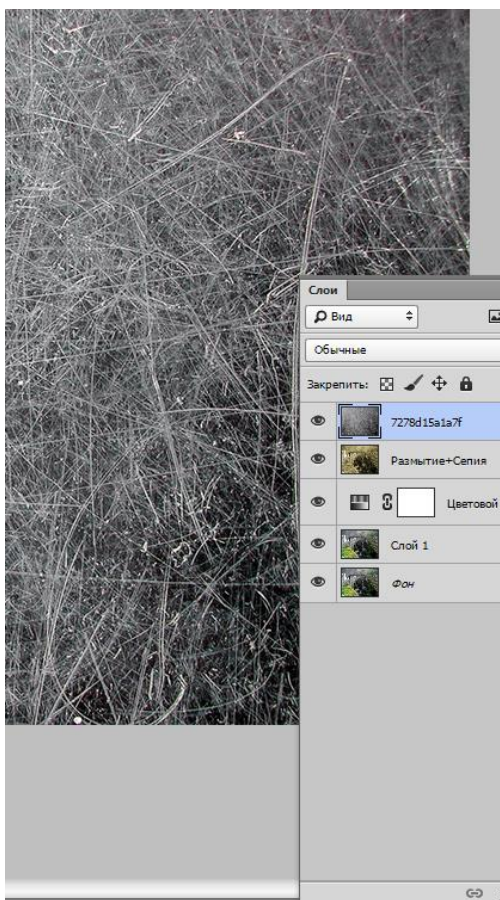 Слои
Вид
Обычные
Закрепить:
7278d15a1a7f
Размытие+Сепия
Цветовой
Слой 1
Фон